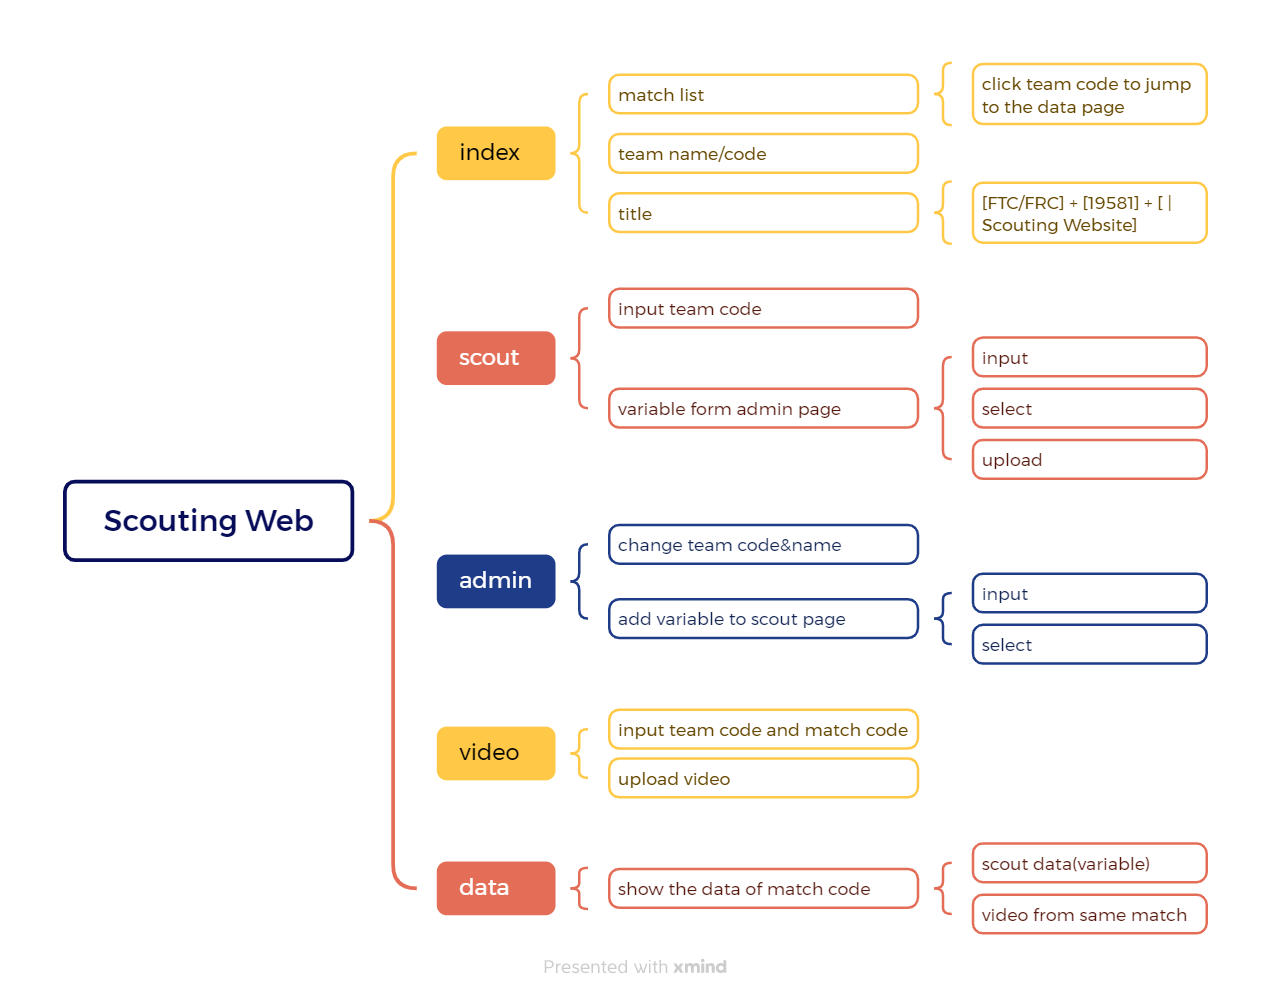 Scouting Web
index
match list
click team code to jump
to the data page
team name/code
title
[FTC/FRC] + [19581] + [ |
Scouting Website]
scout
input team code
variable form admin page
input
select
upload
admin
change team code&name
add variable to scout page
input
select
video
input team code and match code
upload video
data
show the data of match code
scout data(variable)
video from same match
Presented with xmind